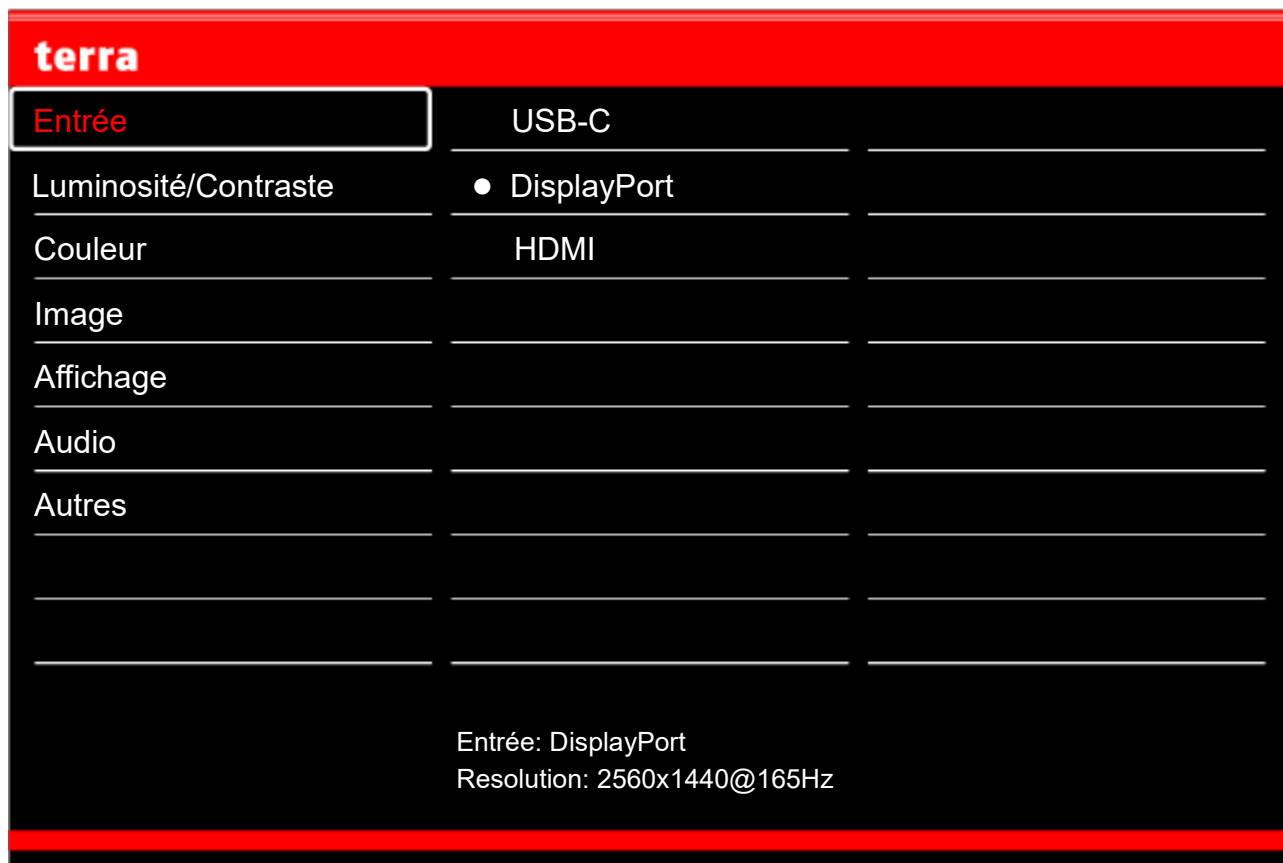 terra
Entrée
USB-C
Luminosité/Contraste
DisplayPort
Couleur
HDMI
Image
Affichage
Audio
Autres
Entrée: DisplayPort
Resolution: 2560x1440@165Hz